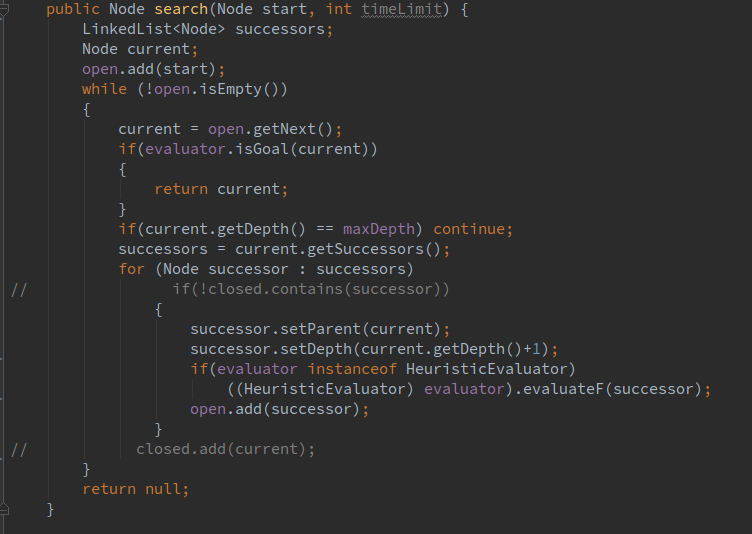 public Node search(Node start, int timeLimit) {
    LinkedList<Node> successors;
    Node current;
    open.add(start);
    while (!open.isEmpty())
    {
        current = open.getNext();
        if(evaluator.isGoal(current))
        {
            return current;
        }
        if(current.getDepth() == maxDepth) continue;
        successors = current.getSuccessors();
        for (Node successor : successors)
//                if(!closed.contains(successor))
            {
                successor.setParent(current);
                successor.setDepth(current.getDepth()+1);
                if(evaluator instanceof HeuristicEvaluator)
                    ((HeuristicEvaluator) evaluator).evaluateF(successor);
                open.add(successor);
            }
//            closed.add(current);
    }
    return null;
}